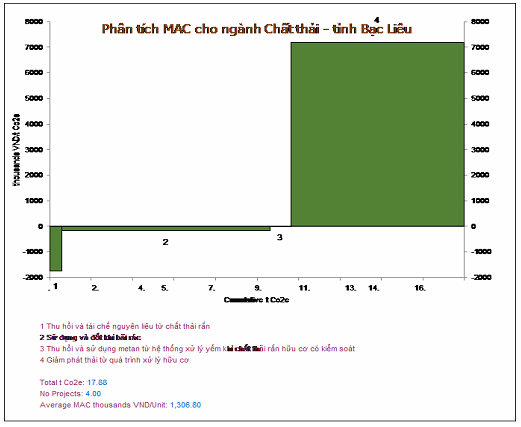 Phân tích MAC cho ngành Chất thải - tỉnh Bạc Liêu
8000
7000
6000
5000
4000
3000
2000
1000
0
-1000
-2000
8000
7000
6000
5000
4000
3000
2000
1000
0
-1000
-2000
thousands VND/t Co2e
1
2
3
4
. 2. 4. 5. 7. 9. 11. 13. 14. 16.
Cumulative t Co2e
1 Thu hồi và tái chế nguyên liệu từ chất thải rắn
2 Sử dụng và đốt khí bãi rác
3 Thu hồi và sử dụng metan từ hệ thống xử lý yếm khí chất thải rắn hữu cơ có kiểm soát
4 Giảm phát thải từ quá trình xử lý hữu cơ
Total t Co2e: 17.88
No Projects: 4.00
Average MAC thousands VND/Unit: 1,306.80